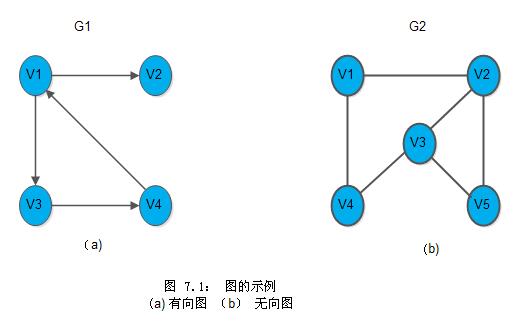 G1 G2
V1 V2 V1 V2
V3
V3 V4 V4 V5
(a) (b)
图 7.1： 图的示例
(a) 有向图 （b） 无向图